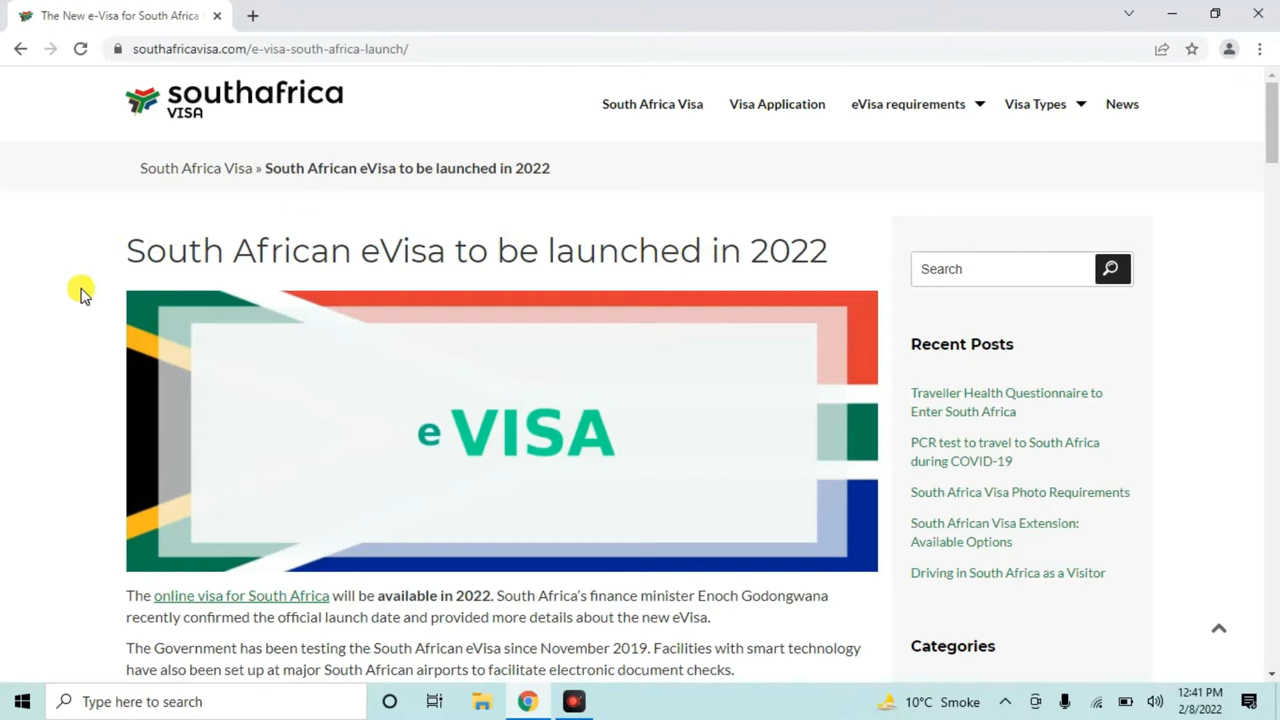 The New e-Visa for South Africa
southafricavisa.com/e-visa-south-africa-launch/
southafrica
VISA
South Africa Visa
Visa Application
eVisa requirements
Visa Types
News
South Africa Visa » South African eVisa to be launched in 2022
South African eVisa to be launched in 2022
eVISA
The online visa for South Africa will be available in 2022. South Africa’s finance minister Enoch Godongwana
recently confirmed the official launch date and provided more details about the new eVisa.
The Government has been testing the South African eVisa since November 2019. Facilities with smart technology
have also been set up at major South African airports to facilitate electronic document checks.
Search
Recent Posts
Traveller Health Questionnaire to
Enter South Africa
PCR test to travel to South Africa
during COVID-19
South Africa Visa Photo Requirements
South African Visa Extension:
Available Options
Driving in South Africa as a Visitor
Categories
Type here to search
10°C Smoke
12:41 PM
2/8/2022